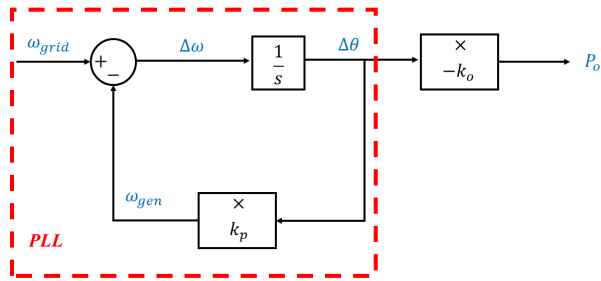 ω_grid
+
−
Δω
1
s
Δθ
×
−k_o
P_o
ω_gen
×
k_p
PLL